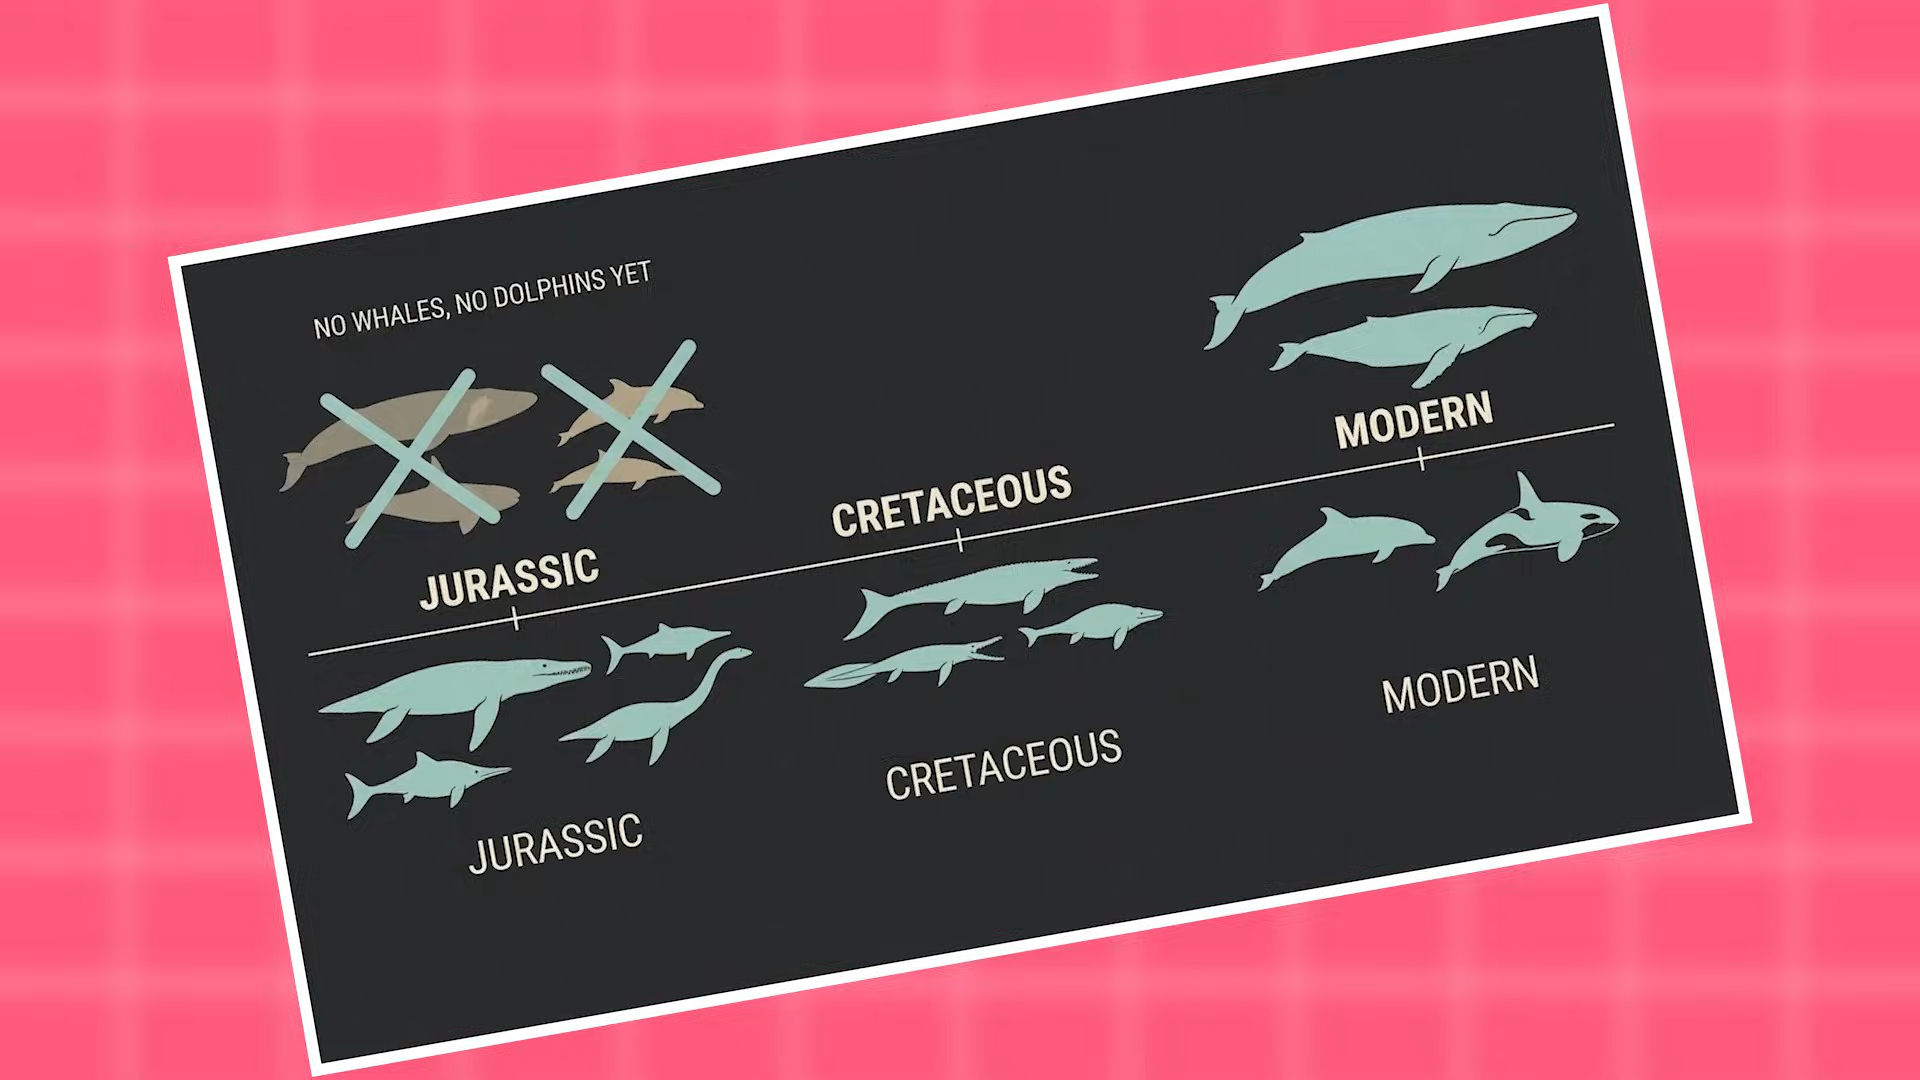 NO WHALES, NO DOLPHINS YET
JURASSIC
CRETACEOUS
MODERN
JURASSIC
CRETACEOUS
MODERN